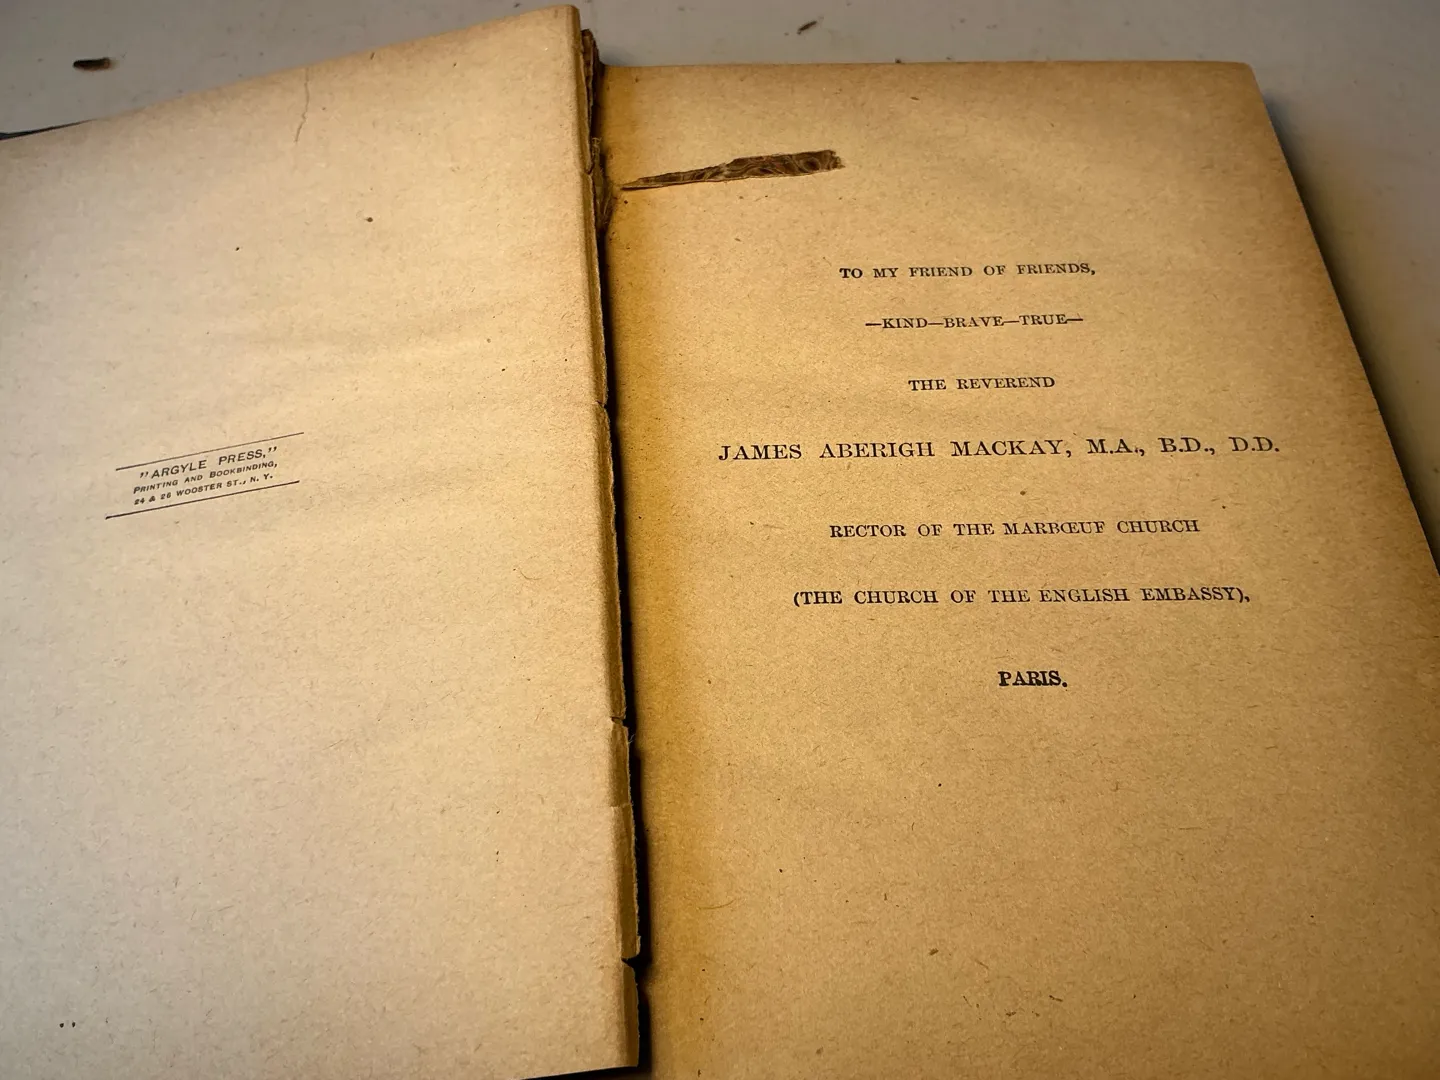 "ARGYLE PRESS,"
PRINTING AND BOOKBINDING,
24 & 26 WOOSTER ST., N. Y.
TO MY FRIEND OF FRIENDS,
—KIND—BRAVE—TRUE—
THE REVEREND
JAMES ABERIGH MACKAY, M.A., B.D., D.D.
RECTOR OF THE MARBŒUF CHURCH
(THE CHURCH OF THE ENGLISH EMBASSY),
PARIS.